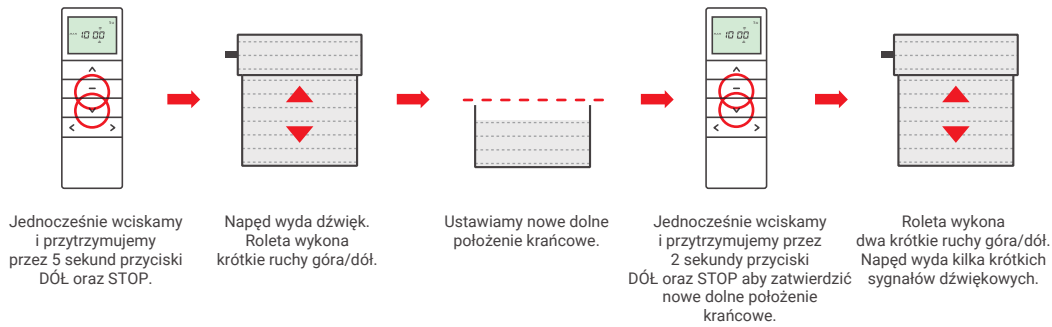 10 00
10 00
Jednocześnie wciskamy
i przytrzymujemy
przez 5 sekund przyciski
DÓŁ oraz STOP.
Napęd wyda dźwięk.
Roleta wykona
krótkie ruchy góra/dół.
Ustawiamy nowe dolne
położenie krańcowe.
Jednocześnie wciskamy
i przytrzymujemy przez
2 sekundy przyciski
DÓŁ oraz STOP aby zatwierdzić
nowe dolne położenie
krańcowe.
Roleta wykona
dwa krótkie ruchy góra/dół.
Napęd wyda kilka krótkich
sygnałów dźwiękowych.